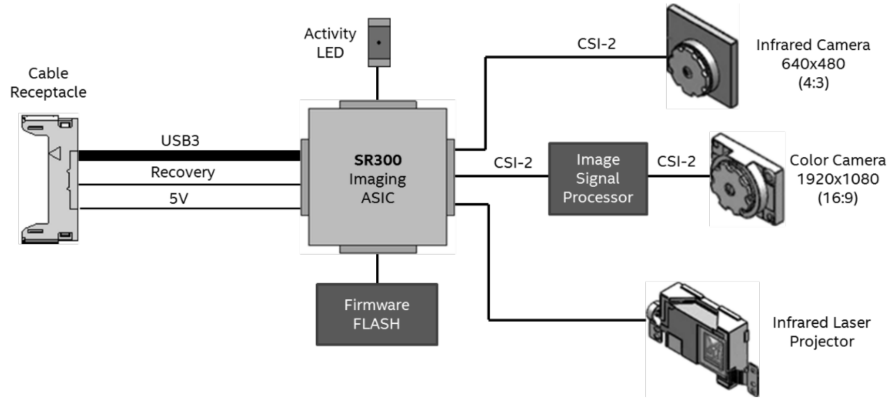 Activity
LED
CSI-2
Infrared Camera
640x480
(4:3)
Cable
Receptacle
USB3
Recovery
5V
SR300
Imaging
ASIC
CSI-2
Image
Signal
Processor
CSI-2
Color Camera
1920x1080
(16:9)
Firmware
FLASH
Infrared Laser
Projector